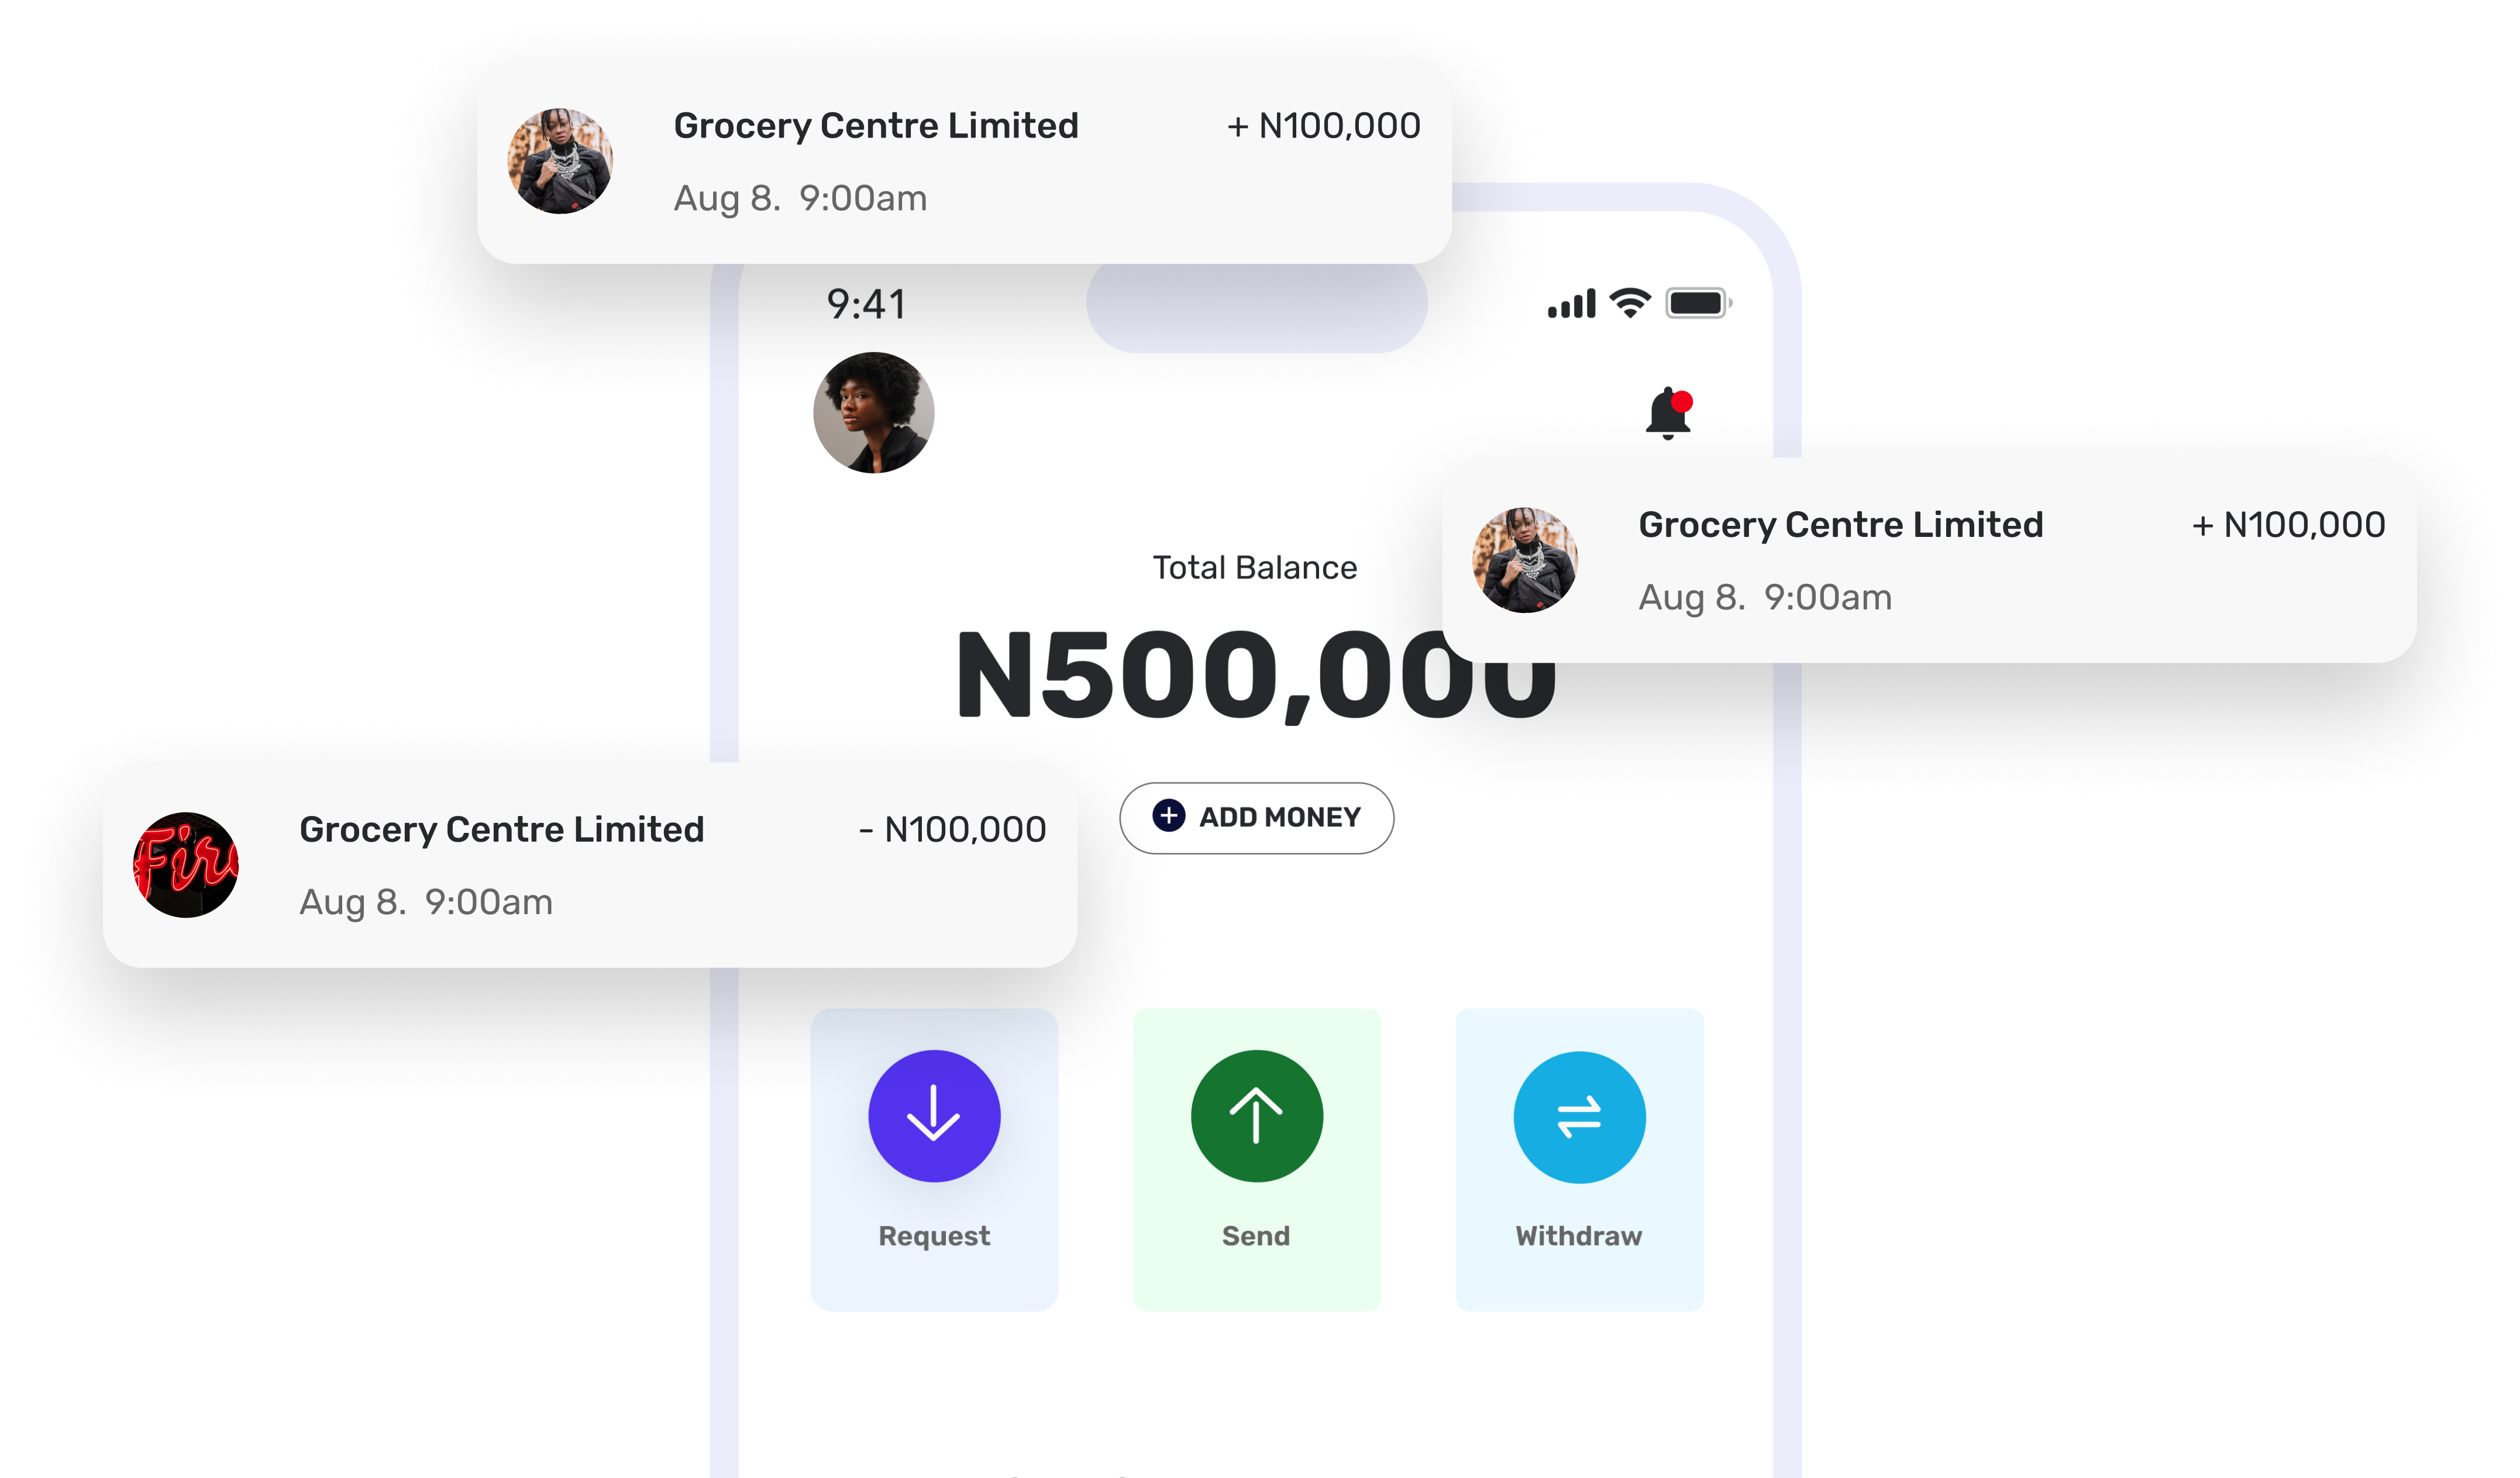 Grocery Centre Limited + N100,000
Aug 8. 9:00am
9:41
Grocery Centre Limited + N100,000
Aug 8. 9:00am
Total Balance
N500,000
ADD MONEY
Grocery Centre Limited - N100,000
Aug 8. 9:00am
Fir
Request
Send
Withdraw